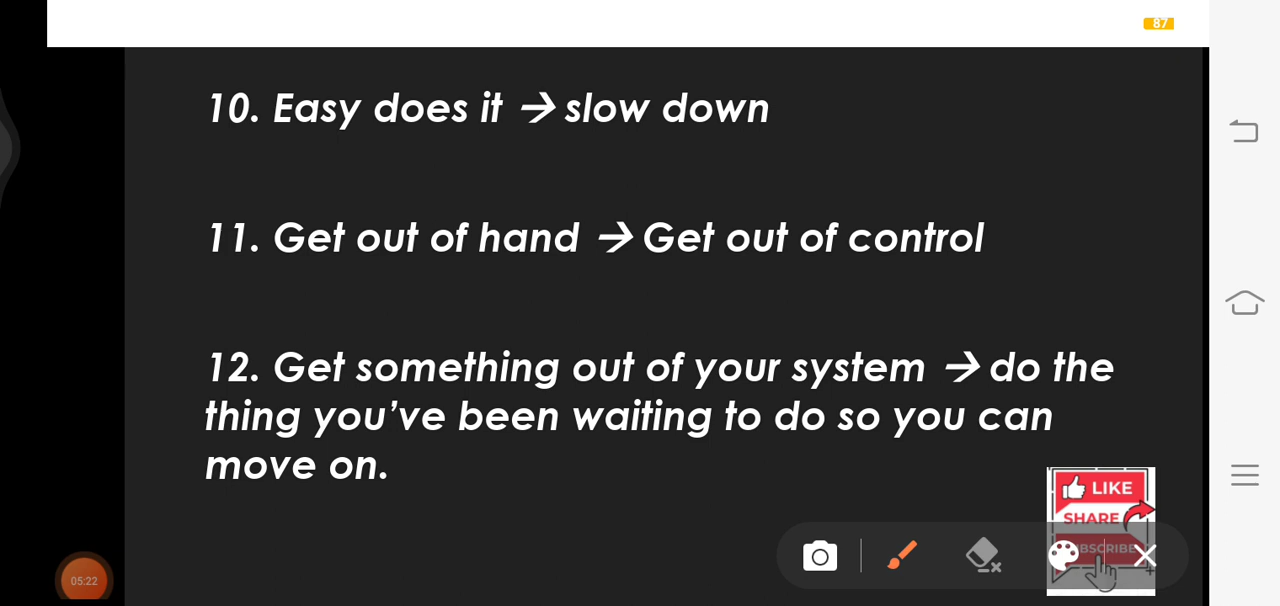 87
10. Easy does it → slow down
11. Get out of hand → Get out of control
12. Get something out of your system → do the
thing you've been waiting to do so you can
move on.
LIKE
SHARE
SUBSCRIBE
05:22